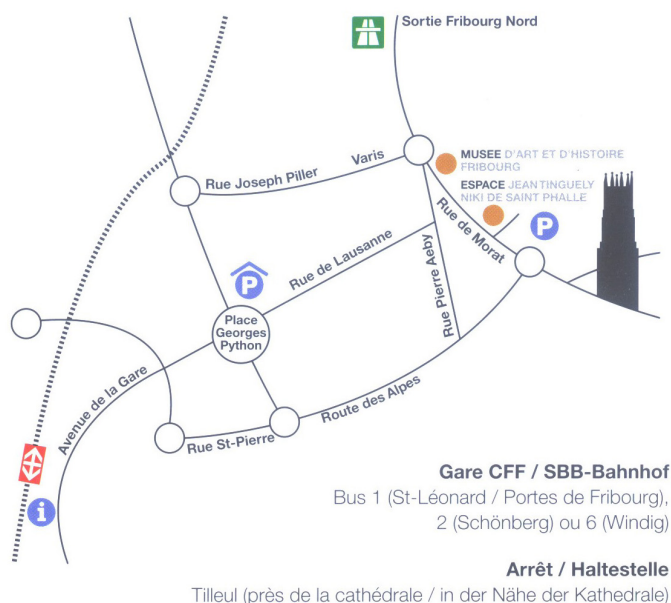 Sortie Fribourg Nord
MUSEE D'ART ET D'HISTOIRE
FRIBOURG
ESPACE JEAN TINGUELY
NIKI DE SAINT PHALLE
Varis
Rue Joseph Piller
Rue de Morat
P
Rue de Lausanne
Rue Pierre Aeby
P
Place
Georges
Python
Avenue de la Gare
Route des Alpes
Rue St-Pierre
i
Gare CFF / SBB-Bahnhof
Bus 1 (St-Léonard / Portes de Fribourg),
2 (Schönberg) ou 6 (Windig)
Arrêt / Haltestelle
Tilleul (près de la cathédrale / in der Nähe der Kathedrale)